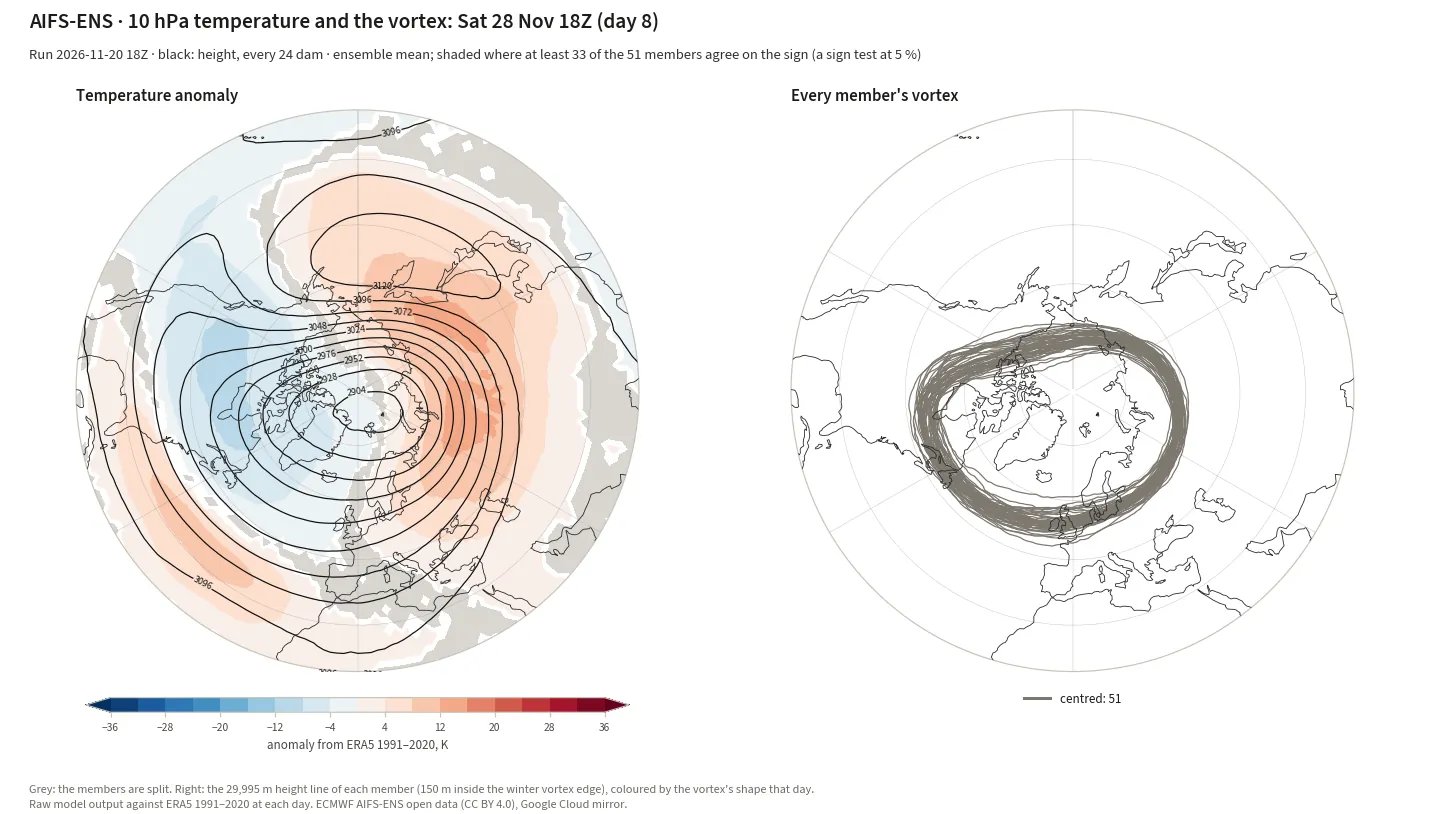 AIFS-ENS · 10 hPa temperature and the vortex: Sat 28 Nov 18Z (day 8)
Run 2026-11-20 18Z · black: height, every 24 dam · ensemble mean; shaded where at least 33 of the 51 members agree on the sign (a sign test at 5 %)
Temperature anomaly
Every member's vortex
3096
3120
3096
3072
3048
3024
3000
2976
2952
2928
2904
3096
centred: 51
−36 −28 −20 −12 −4 4 12 20 28 36
anomaly from ERA5 1991–2020, K
Grey: the members are split. Right: the 29,995 m height line of each member (150 m inside the winter vortex edge), coloured by the vortex's shape that day.
Raw model output against ERA5 1991–2020 at each day. ECMWF AIFS-ENS open data (CC BY 4.0), Google Cloud mirror.